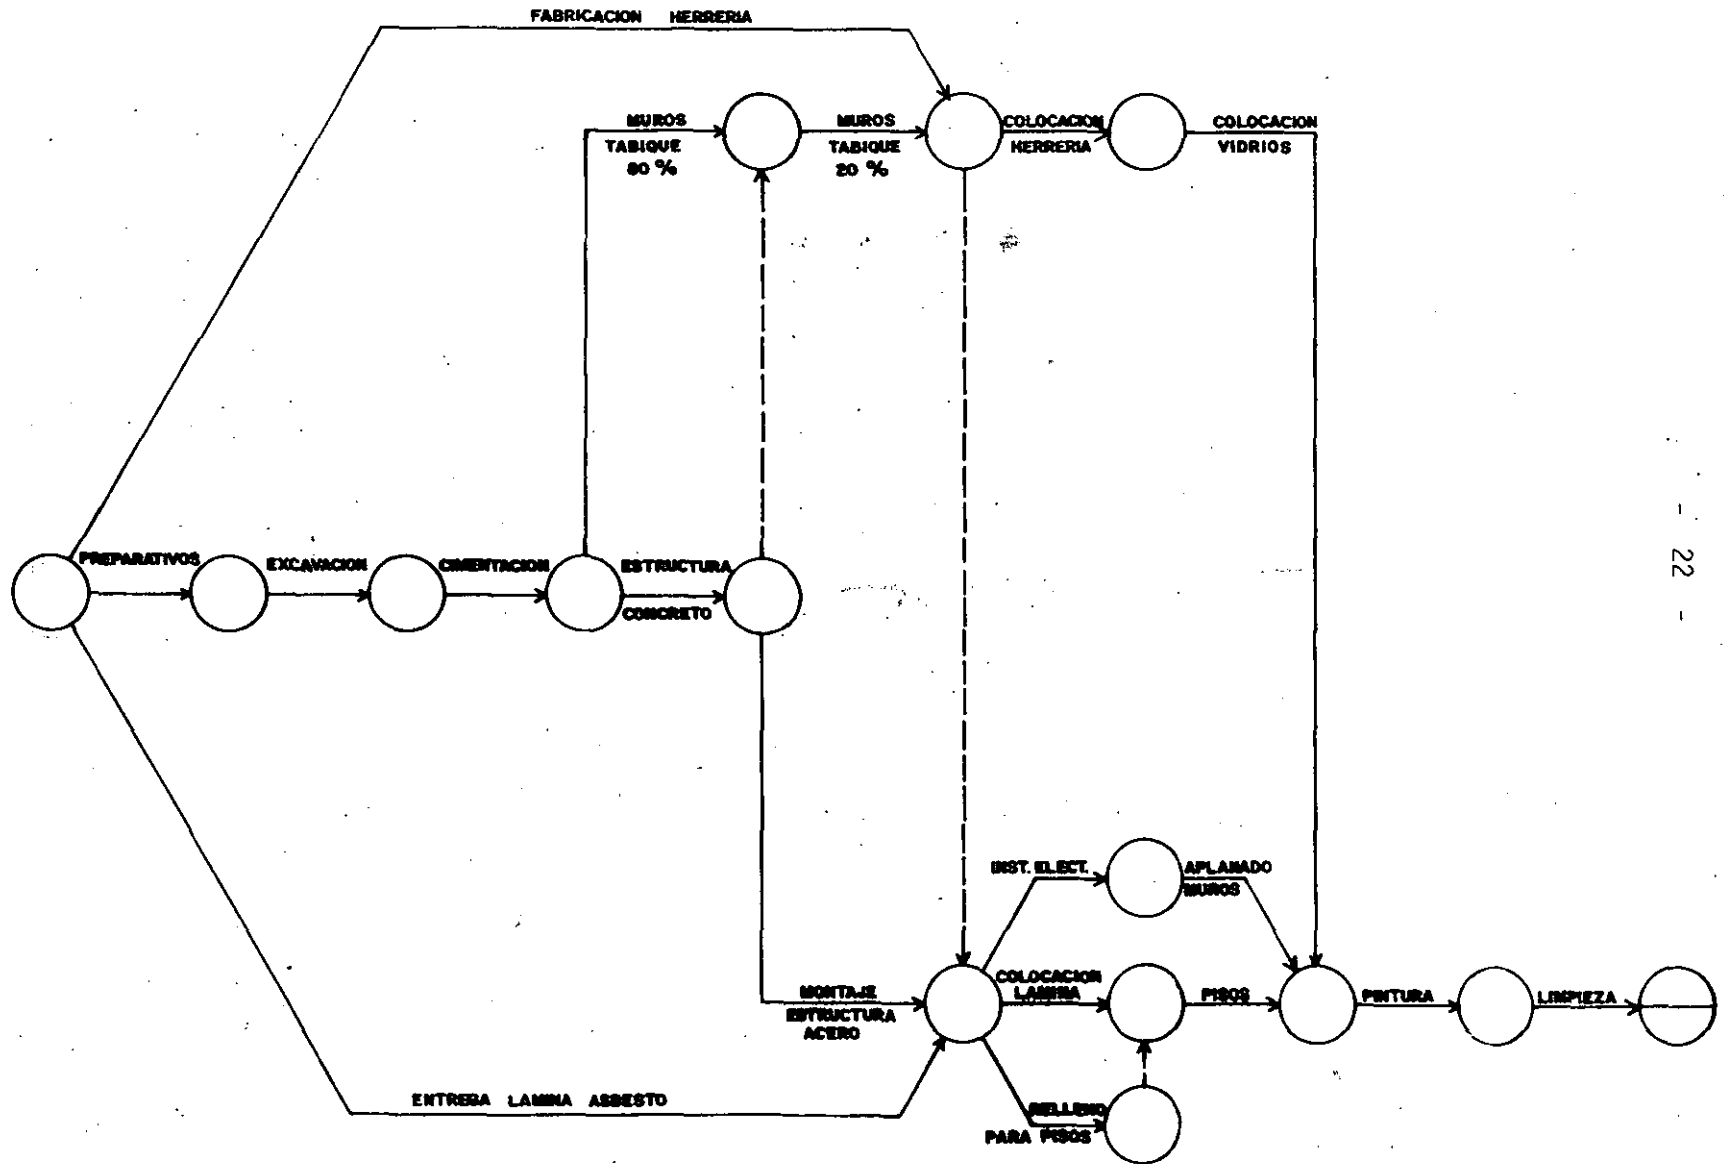 FABRICACION HERRERIA
MUROS
TABIQUE
80 %
MUROS
TABIQUE
20 %
COLOCACION
HERRERIA
COLOCACION
VIDRIOS
PREPARATIVOS
EXCAVACION
CIMENTACION
ESTRUCTURA
CONCRETO
- 22 -
INST. ELECT.
APLANADO
MUROS
MONTAJE
ESTRUCTURA
ACERO
COLOCACION
LAMINA
PISOS
PINTURA
LIMPIEZA
ENTREGA LAMINA ASBESTO
RELLENO
PARA PISOS